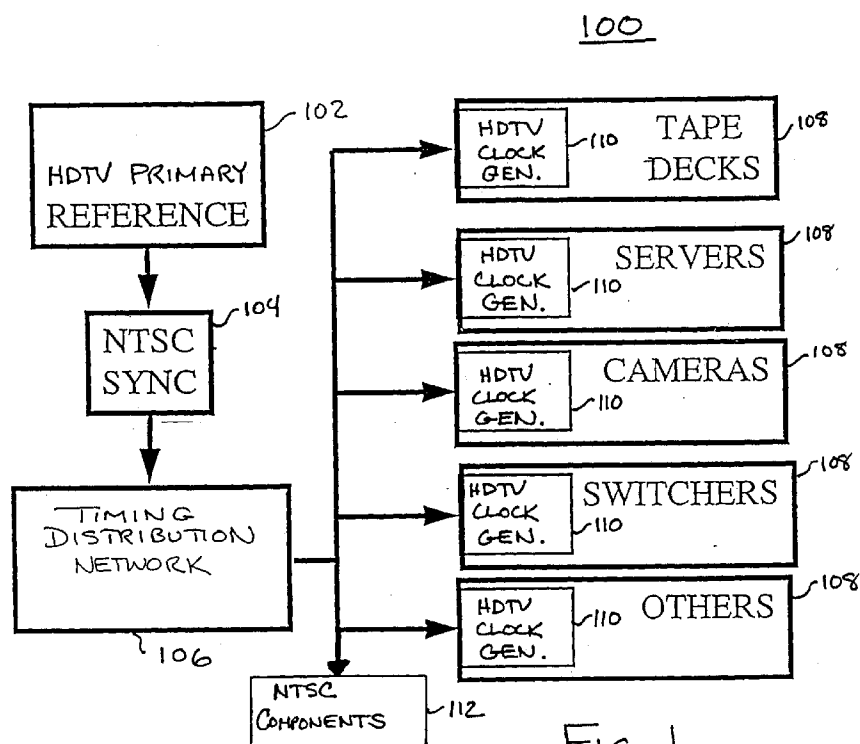 100
102
HDTV PRIMARY
REFERENCE
104
NTSC
SYNC
TIMING
DISTRIBUTION
NETWORK
106
HDTV
CLOCK
GEN.
110
TAPE
DECKS
108
HDTV
CLOCK
GEN.
110
SERVERS
108
HDTV
CLOCK
GEN.
110
CAMERAS
108
HDTV
CLOCK
GEN.
110
SWITCHERS
108
HDTV
CLOCK
GEN.
110
OTHERS
108
NTSC
COMPONENTS
112
Fig. 1